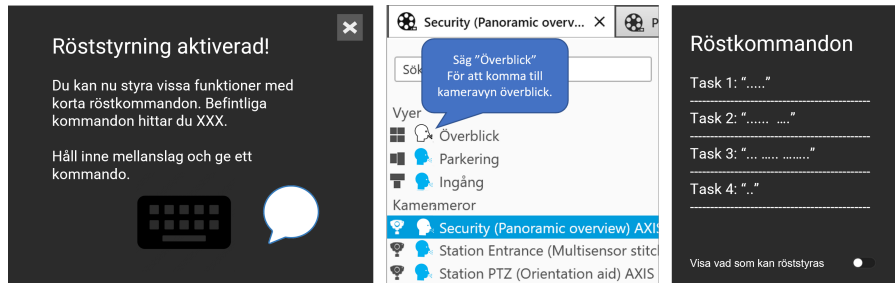 Röststyrning aktiverad!
Du kan nu styra vissa funktioner med
korta röstkommandon. Befintliga
kommandon hittar du XXX.
Håll inne mellanslag och ge ett
kommando.
Security (Panoramic overv...
P
Sök
Säg "Överblick"
För att komma till
kameravyn överblick.
Vyer
Överblick
Parkering
Ingång
Security (Panoramic overview) AXIS
Station Entrance (Multisensor stitc
Station PTZ (Orientation aid) AXIS
Röstkommandon
Task 1: “.....”
Task 2: “...... ....”
Task 3: “... ..... ........”
Task 4: “..”
Visa vad som kan röststyras